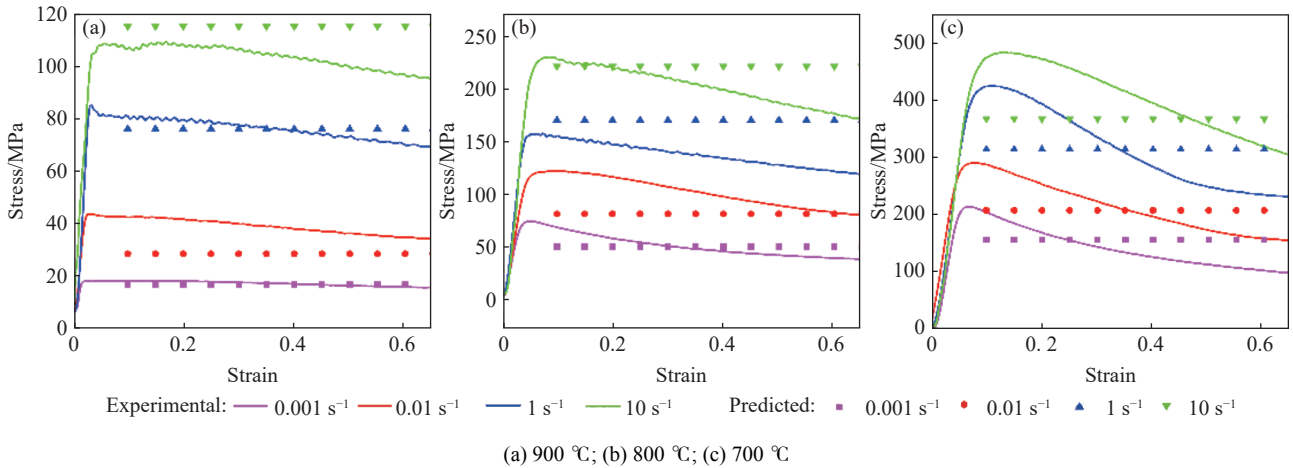 (a)
120
100
80
60
40
20
0
0 0.2 0.4 0.6
Stress/MPa
Strain
(b)
250
200
150
100
50
0
0 0.2 0.4 0.6
Stress/MPa
Strain
(c)
500
400
300
200
100
0
0 0.2 0.4 0.6
Stress/MPa
Strain
Experimental: 0.001 s⁻¹ 0.01 s⁻¹ 1 s⁻¹ 10 s⁻¹ Predicted: 0.001 s⁻¹ 0.01 s⁻¹ 1 s⁻¹ 10 s⁻¹
(a) 900 ℃; (b) 800 ℃; (c) 700 ℃